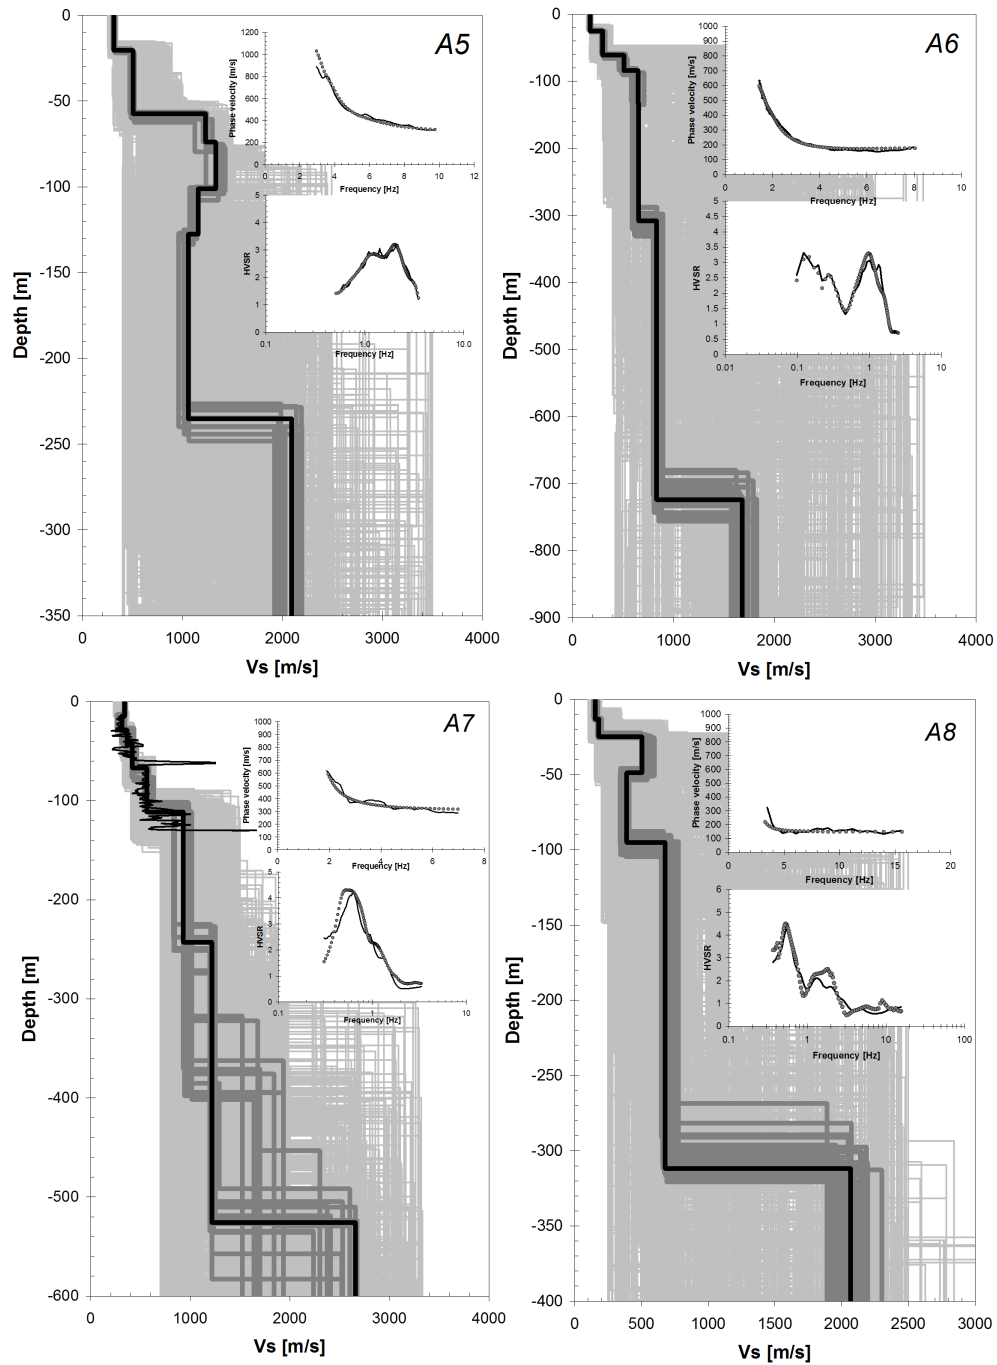 A5
0
-50
-100
-150
-200
-250
-300
-350
Depth [m]
0 1000 2000 3000 4000
Vs [m/s]
1200
1000
800
600
400
200
0
Phase velocity [m/s]
0 2 4 6 8 10 12
Frequency [Hz]
5
4
3
2
1
0
HVSR
0.1 1.0 10.0
Frequency [Hz]
A6
0
-100
-200
-300
-400
-500
-600
-700
-800
-900
Depth [m]
0 1000 2000 3000 4000
Vs [m/s]
1000
900
800
700
600
500
400
300
200
100
0
Phase velocity [m/s]
0 2 4 6 8 10
Frequency [Hz]
5
4.5
4
3.5
3
2.5
2
1.5
1
0.5
0
HVSR
0.01 0.1 1 10
Frequency [Hz]
A7
0
-100
-200
-300
-400
-500
-600
Depth [m]
0 1000 2000 3000 4000
Vs [m/s]
1000
900
800
700
600
500
400
300
200
100
0
Phase velocity [m/s]
0 2 4 6 8
Frequency [Hz]
5
4
3
2
1
0
HVSR
0.1 1 10
Frequency [Hz]
A8
0
-50
-100
-150
-200
-250
-300
-350
-400
Depth [m]
0 500 1000 1500 2000 2500 3000
Vs [m/s]
1000
900
800
700
600
500
400
300
200
100
0
Phase velocity [m/s]
0 5 10 15 20
Frequency [Hz]
6
5
4
3
2
1
0
HVSR
0.1 1 10 100
Frequency [Hz]